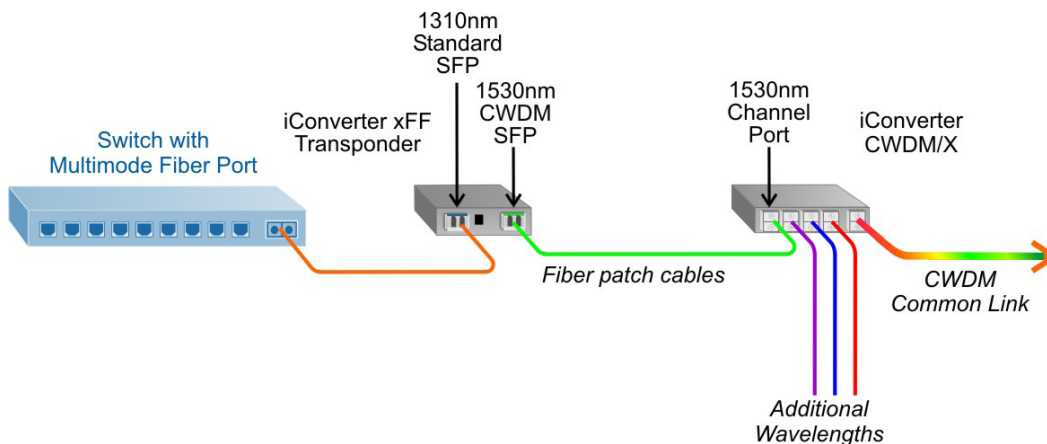 1310nm
Standard
SFP
1530nm
CWDM
SFP
1530nm
Channel
Port
iConverter xFF
Transponder
iConverter
CWDM/X
Switch with
Multimode Fiber Port
Fiber patch cables
CWDM
Common Link
Additional
Wavelengths